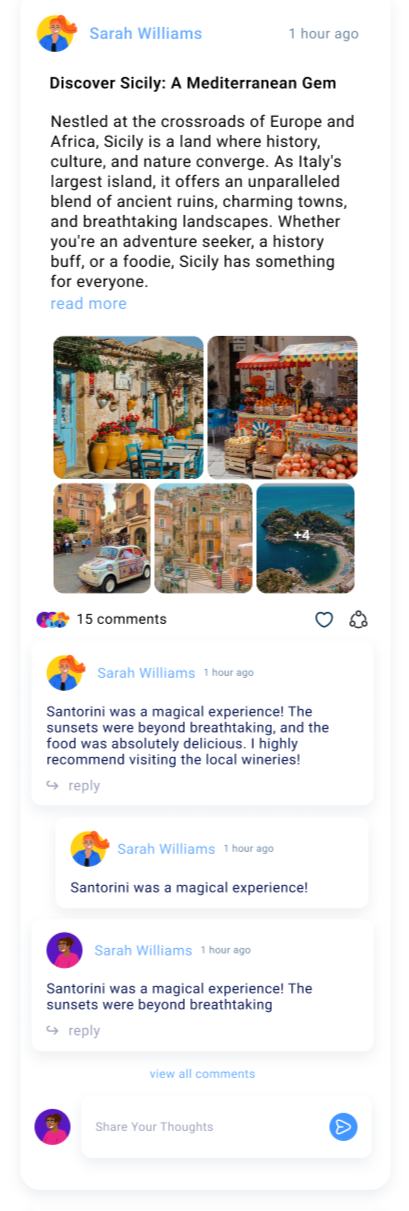 Sarah Williams 1 hour ago
Discover Sicily: A Mediterranean Gem
Nestled at the crossroads of Europe and
Africa, Sicily is a land where history,
culture, and nature converge. As Italy's
largest island, it offers an unparalleled
blend of ancient ruins, charming towns,
and breathtaking landscapes. Whether
you're an adventure seeker, a history
buff, or a foodie, Sicily has something
for everyone.
read more
+4
15 comments
Sarah Williams 1 hour ago
Santorini was a magical experience! The
sunsets were beyond breathtaking, and the
food was absolutely delicious. I highly
recommend visiting the local wineries!
reply
Sarah Williams 1 hour ago
Santorini was a magical experience!
Sarah Williams 1 hour ago
Santorini was a magical experience! The
sunsets were beyond breathtaking
reply
view all comments
Share Your Thoughts